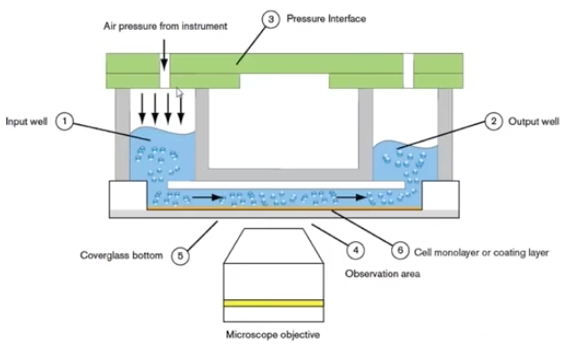 Air pressure from instrument
3 Pressure Interface
Input well 1
2 Output well
Coverglass bottom 5
4
Observation area
6 Cell monolayer or coating layer
Microscope objective